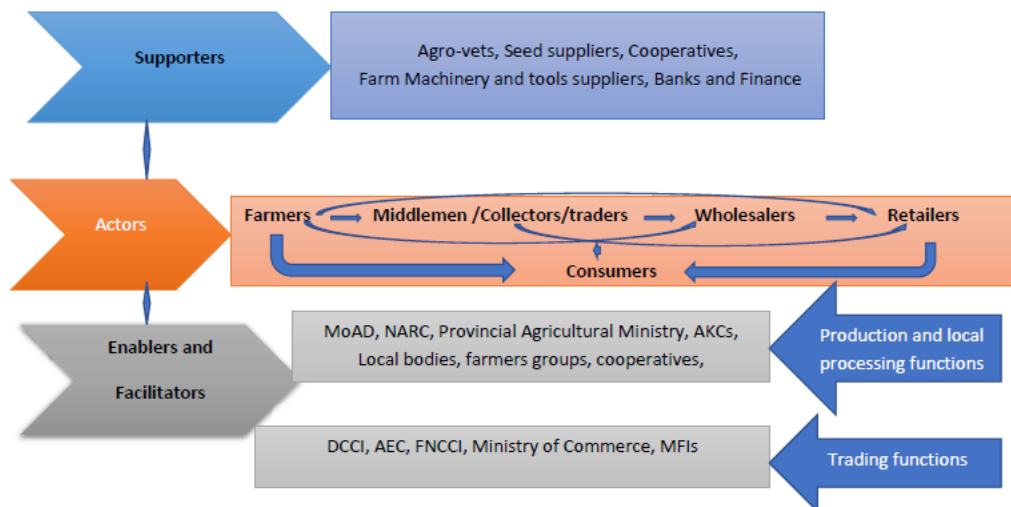 Supporters
Agro-vets, Seed suppliers, Cooperatives,
Farm Machinery and tools suppliers, Banks and Finance
Actors
Farmers Middlemen /Collectors/traders Wholesalers Retailers
Consumers
Enablers and
Facilitators
MoAD, NARC, Provincial Agricultural Ministry, AKCs,
Local bodies, farmers groups, cooperatives,
Production and local
processing functions
DCCI, AEC, FNCCI, Ministry of Commerce, MFIs
Trading functions